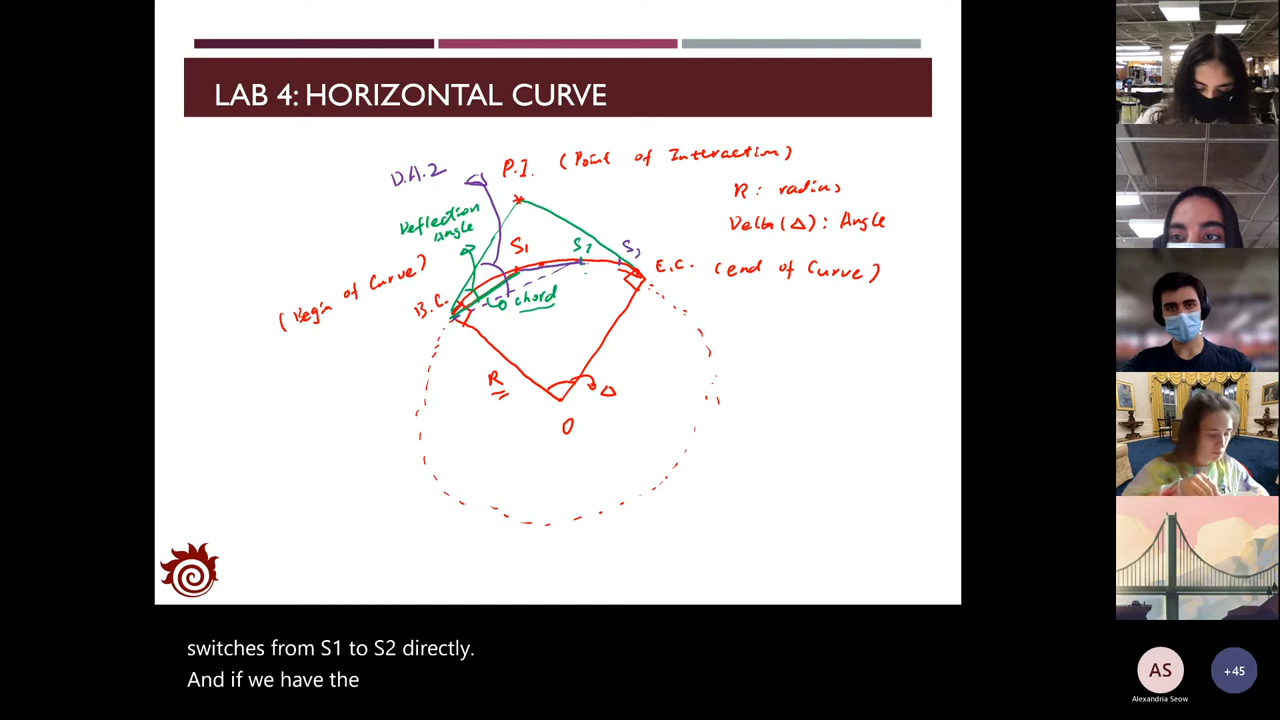 LAB 4: HORIZONTAL CURVE
P.I. (Point of Interaction)
D.A.2
R: radius
Deflection
Angle
Delta (Δ): Angle
S1
S2
S3
E.C. (end of Curve)
(Begin of Curve)
B.C.
chord
R
Δ
O
switches from S1 to S2 directly.
And if we have the
AS
+45
Alexandria Seow